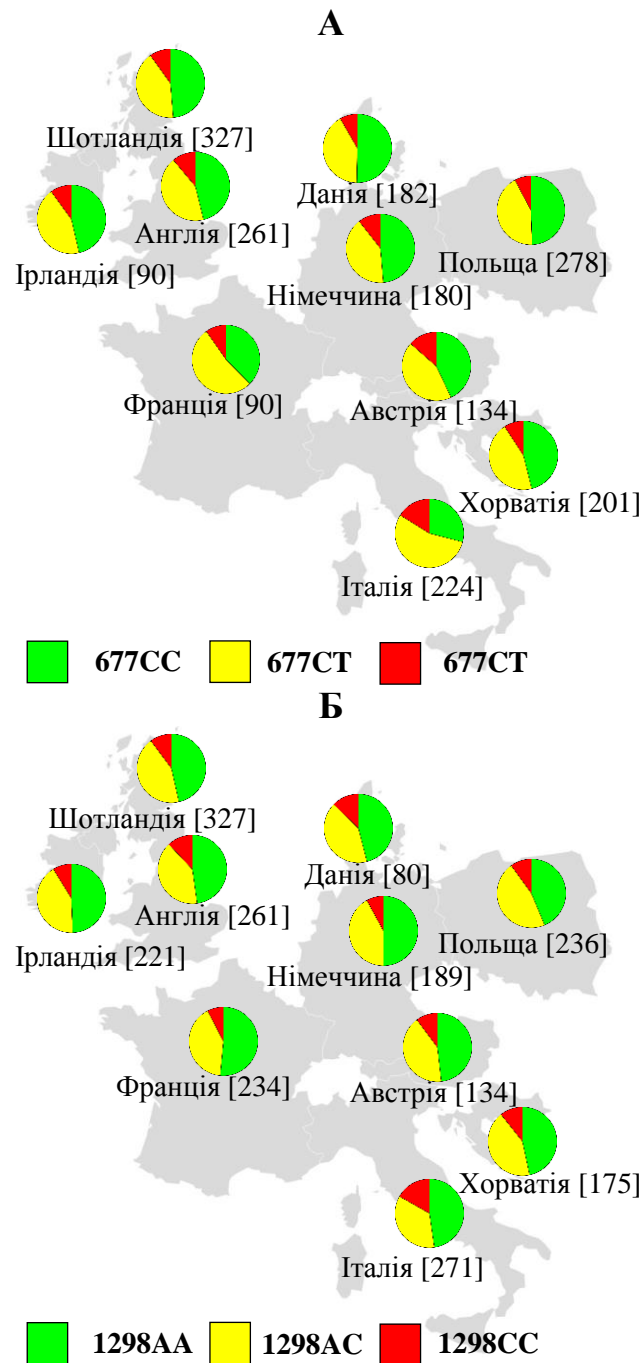 А
Шотландія [327]
Данія [182]
Англія [261]
Польща [278]
Ірландія [90]
Німеччина [180]
Франція [90]
Австрія [134]
Хорватія [201]
Італія [224]
677CC 677CT 677CT
Б
Шотландія [327]
Данія [80]
Англія [261]
Польща [236]
Ірландія [221]
Німеччина [189]
Франція [234]
Австрія [134]
Хорватія [175]
Італія [271]
1298AA 1298AC 1298CC